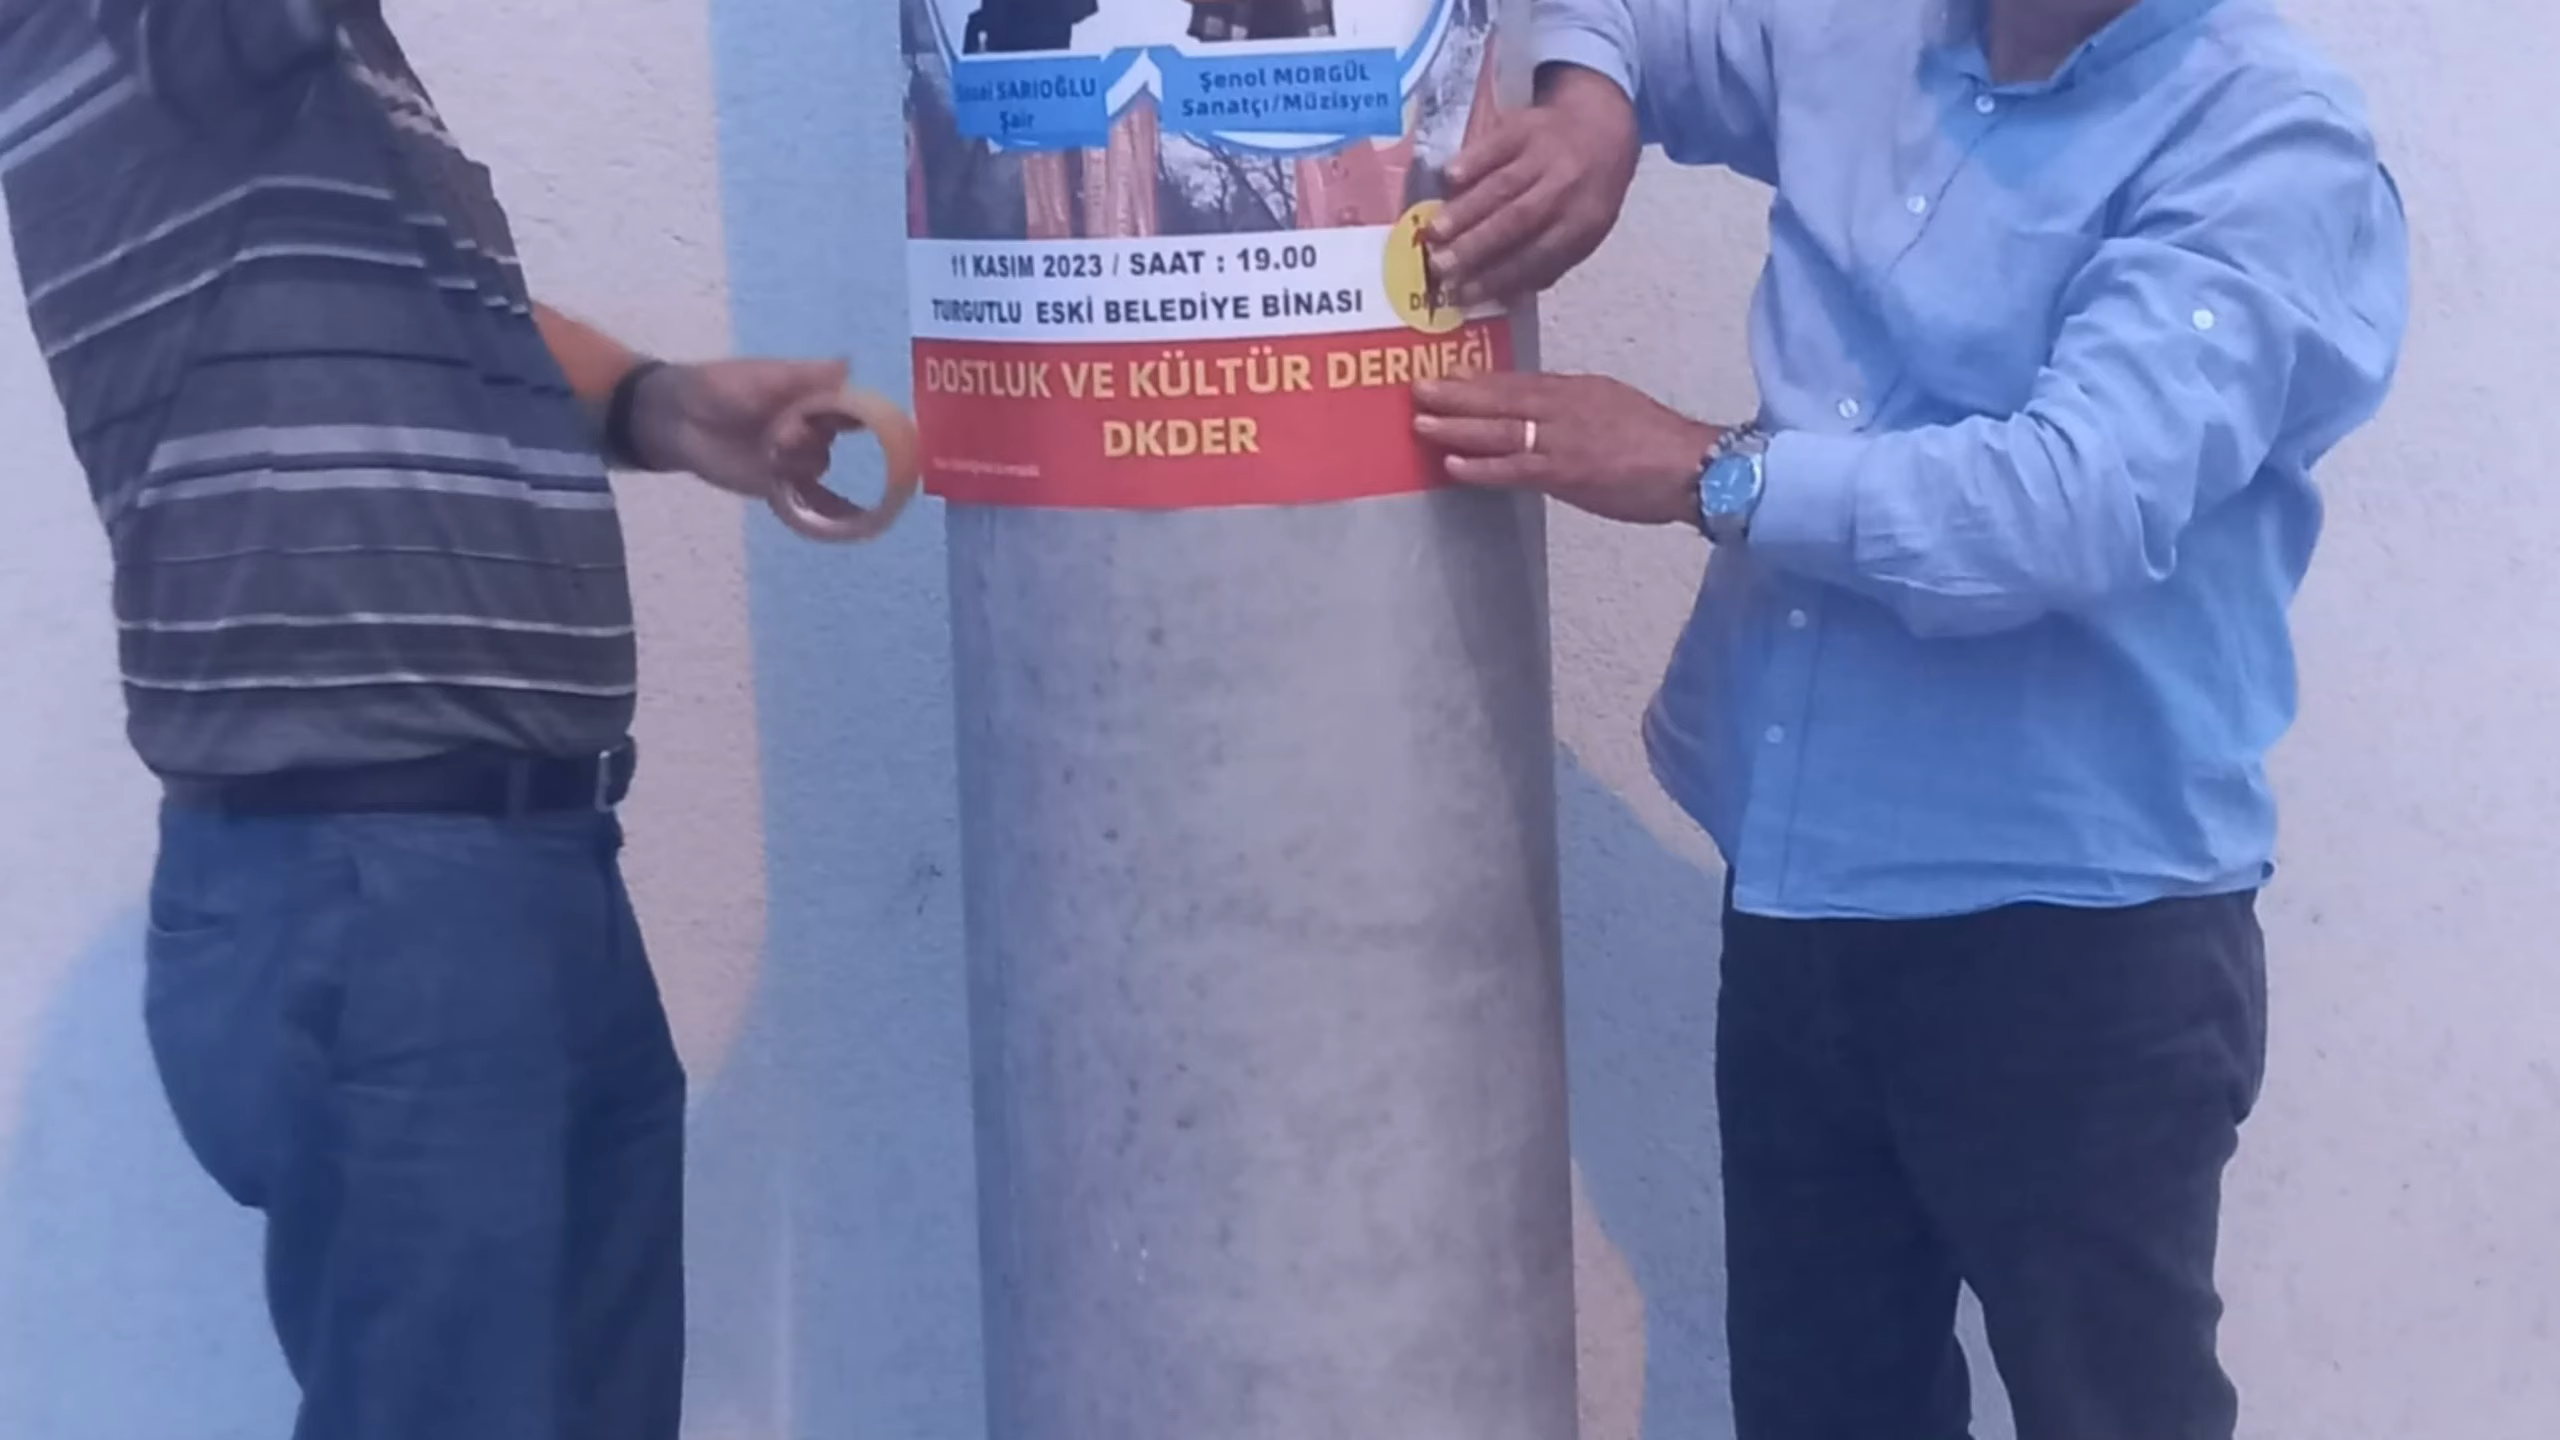 SARIOĞLU
Şair
Şenol MORGÜL
Sanatçı/Müzisyen
11 KASIM 2023 / SAAT : 19.00
TURGUTLU ESKİ BELEDİYE BİNASI
DOSTLUK VE KÜLTÜR DERNEĞİ
DKDER